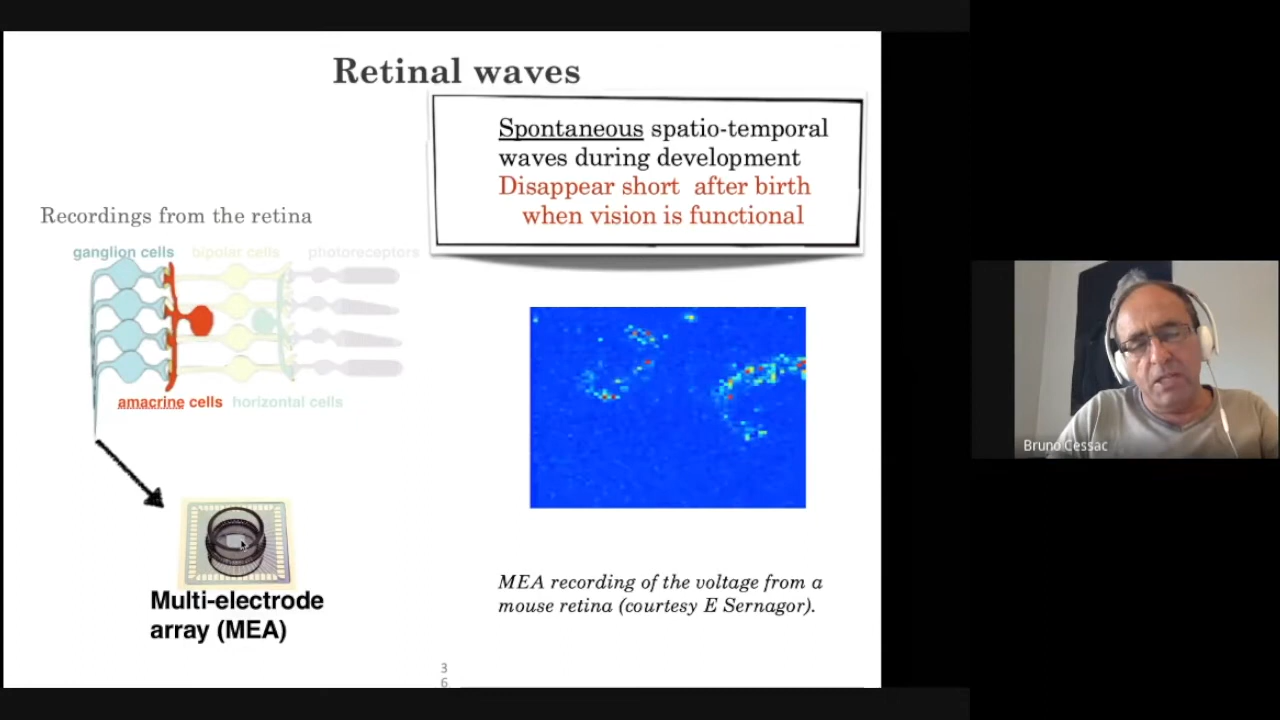 Retinal waves
Spontaneous spatio-temporal
waves during development
Disappear short after birth
when vision is functional
Recordings from the retina
ganglion cells bipolar cells photoreceptors
amacrine cells horizontal cells
Multi-electrode
array (MEA)
MEA recording of the voltage from a
mouse retina (courtesy E Sernagor).
3
6
Bruno Cessac